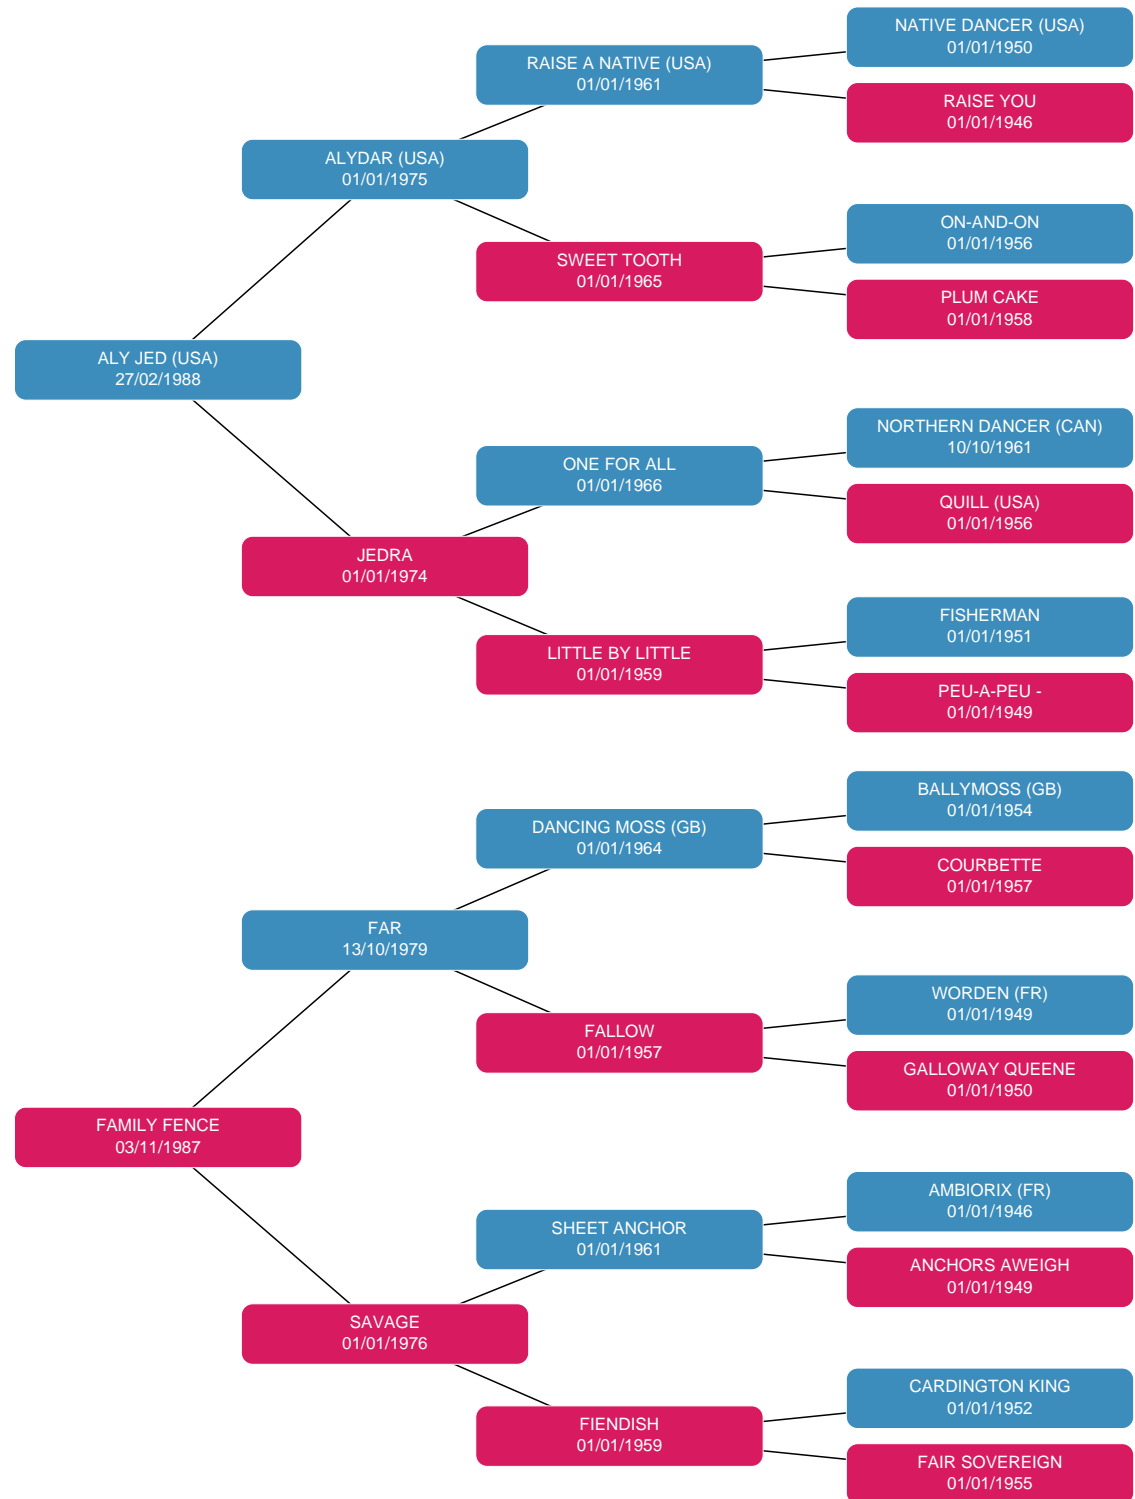 NATIVE DANCER (USA)
01/01/1950
RAISE A NATIVE (USA)
01/01/1961
RAISE YOU
01/01/1946
ALYDAR (USA)
01/01/1975
ON-AND-ON
01/01/1956
SWEET TOOTH
01/01/1965
PLUM CAKE
01/01/1958
ALY JED (USA)
27/02/1988
NORTHERN DANCER (CAN)
10/10/1961
ONE FOR ALL
01/01/1966
QUILL (USA)
01/01/1956
JEDRA
01/01/1974
FISHERMAN
01/01/1951
LITTLE BY LITTLE
01/01/1959
PEU-A-PEU -
01/01/1949
BALLYMOSS (GB)
01/01/1954
DANCING MOSS (GB)
01/01/1964
COURBETTE
01/01/1957
FAR
13/10/1979
WORDEN (FR)
01/01/1949
FALLOW
01/01/1957
GALLOWAY QUEENE
01/01/1950
FAMILY FENCE
03/11/1987
AMBIORIX (FR)
01/01/1946
SHEET ANCHOR
01/01/1961
ANCHORS AWEIGH
01/01/1949
SAVAGE
01/01/1976
CARDINGTON KING
01/01/1952
FIENDISH
01/01/1959
FAIR SOVEREIGN
01/01/1955